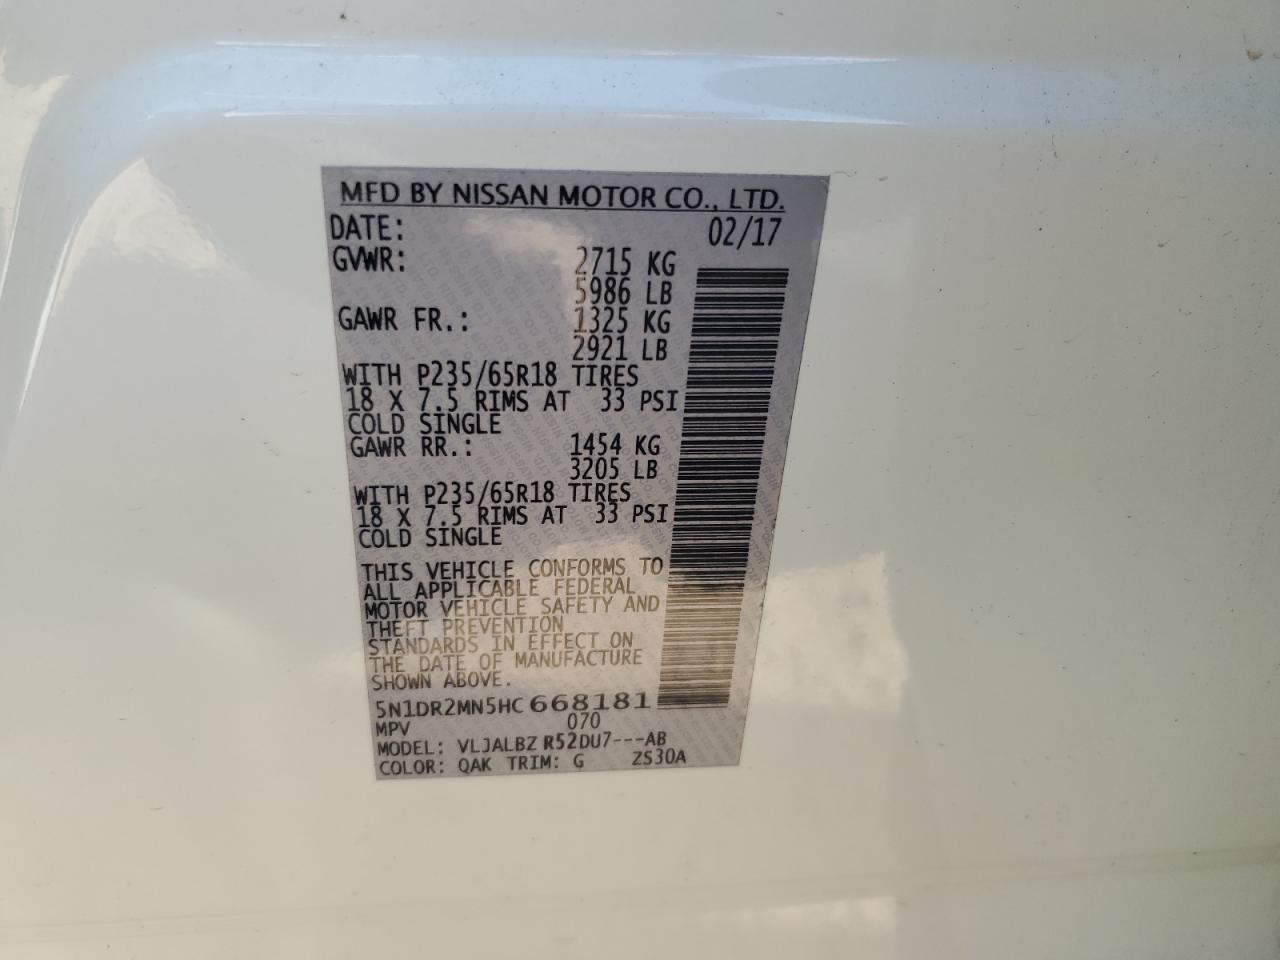 MFD BY NISSAN MOTOR CO., LTD.
DATE: 02/17
GVWR: 2715 KG
5986 LB
GAWR FR.: 1325 KG
2921 LB
WITH P235/65R18 TIRES
18 X 7.5 RIMS AT 33 PSI
COLD SINGLE
GAWR RR.: 1454 KG
3205 LB
WITH P235/65R18 TIRES
18 X 7.5 RIMS AT 33 PSI
COLD SINGLE
THIS VEHICLE CONFORMS TO
ALL APPLICABLE FEDERAL
MOTOR VEHICLE SAFETY AND
THEFT PREVENTION
STANDARDS IN EFFECT ON
THE DATE OF MANUFACTURE
SHOWN ABOVE.
5N1DR2MN5HC668181
MPV 070
MODEL: VLJALBZ R52DU7---AB
COLOR: QAK TRIM: G ZS30A